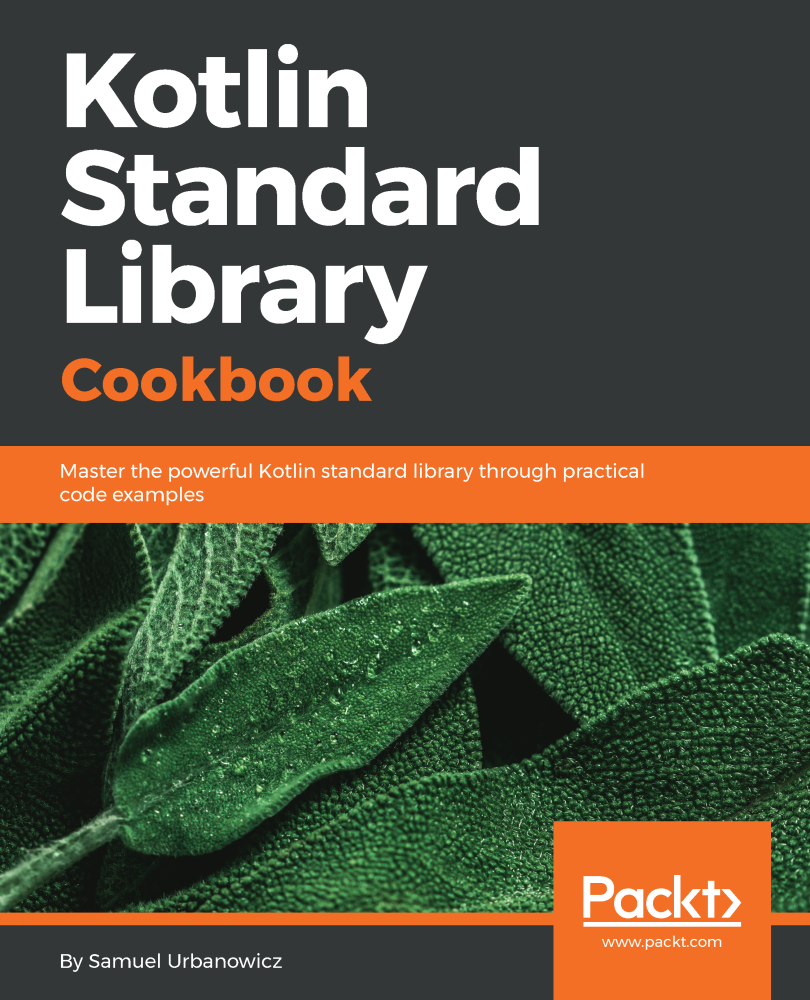 Kotlin
Standard
Library
Cookbook
Master the powerful Kotlin standard library through practical
code examples
Packt>
www.packt.com
By Samuel Urbanowicz